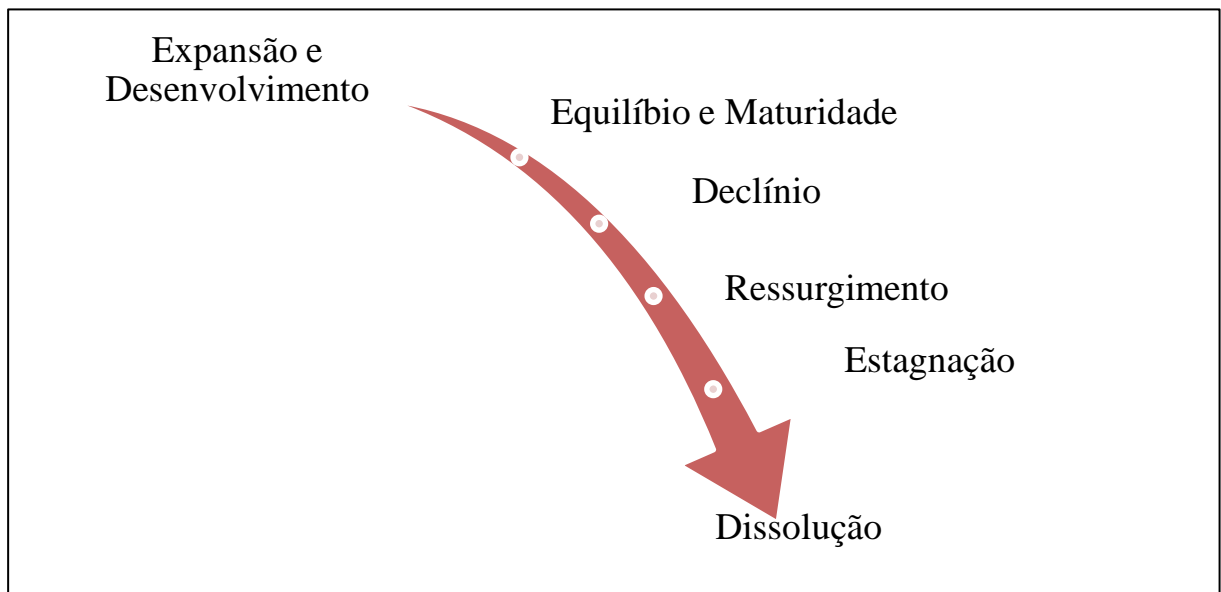 Expansão e
Desenvolvimento
Equilíbio e Maturidade
Declínio
Ressurgimento
Estagnação
Dissolução